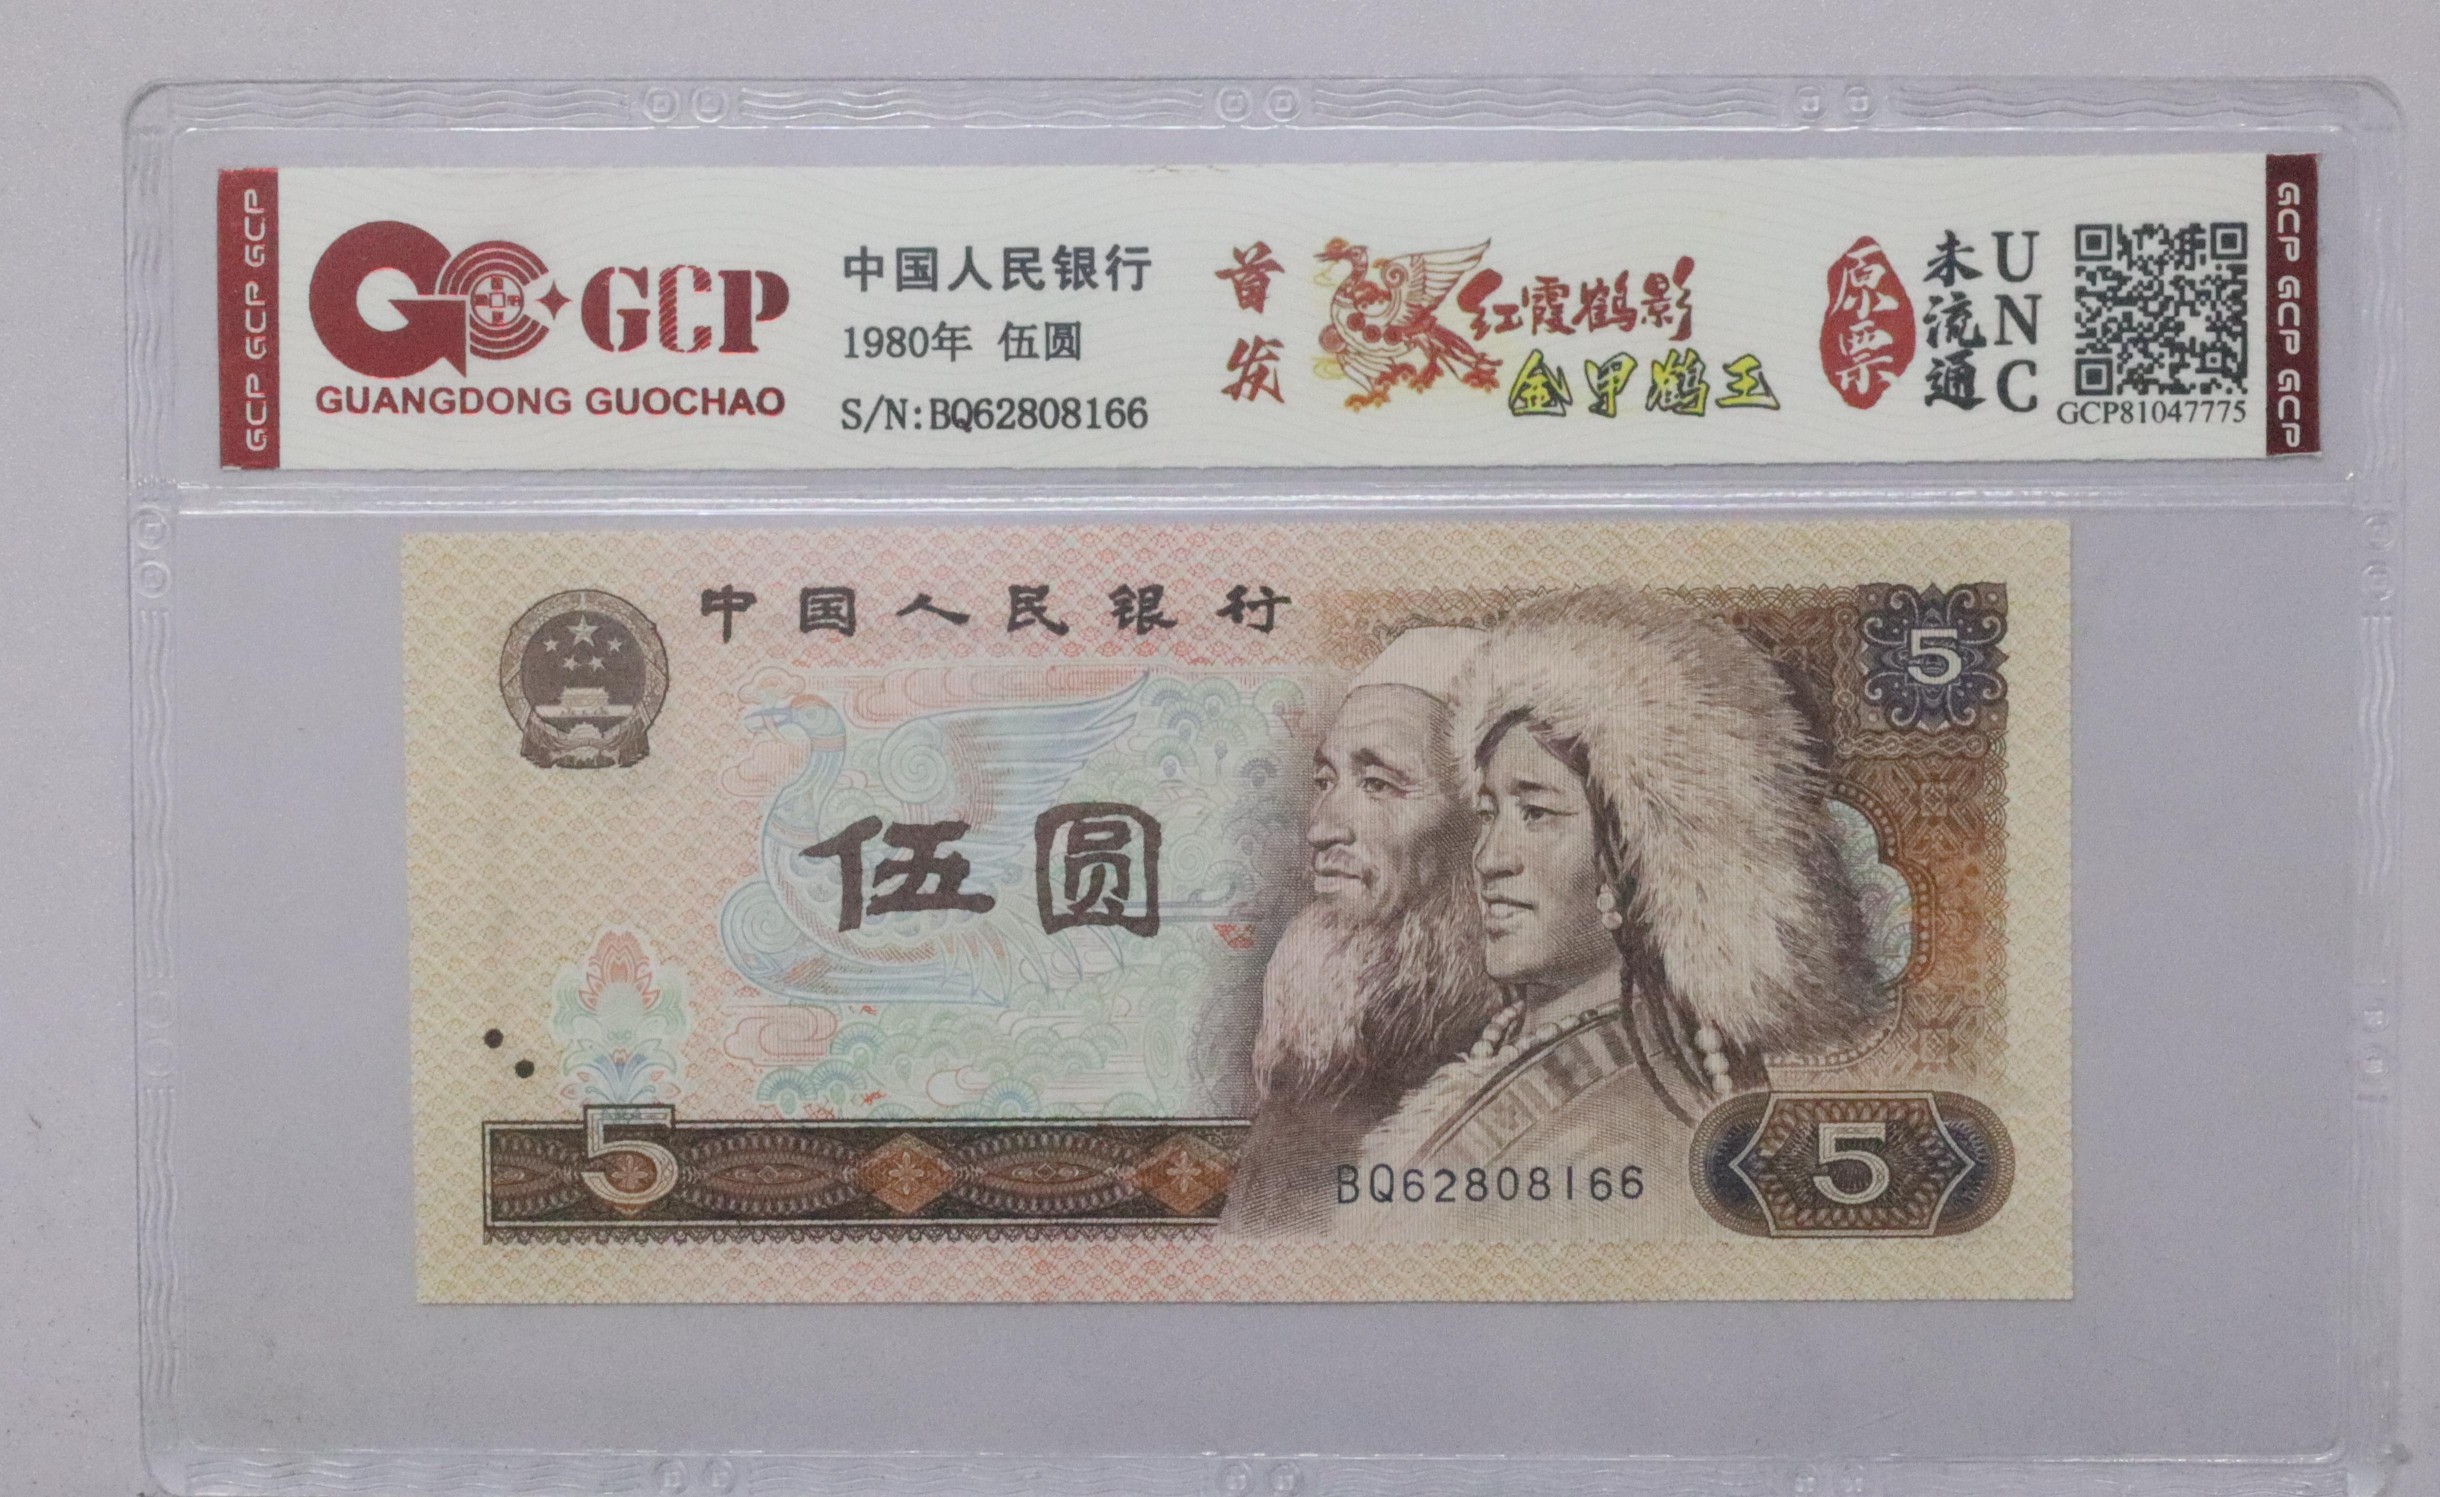 GCP GCP GCP
GCP
GUANGDONG GUOCHAO
中国人民银行
1980年 伍圆
S/N:BQ62808166
首发
红霞鹤影
金甲鹤王
原票
未流通
UNC
GCP81047775
GCP GCP GCP
中国人民银行
5
伍圆
5
BQ62808166
5